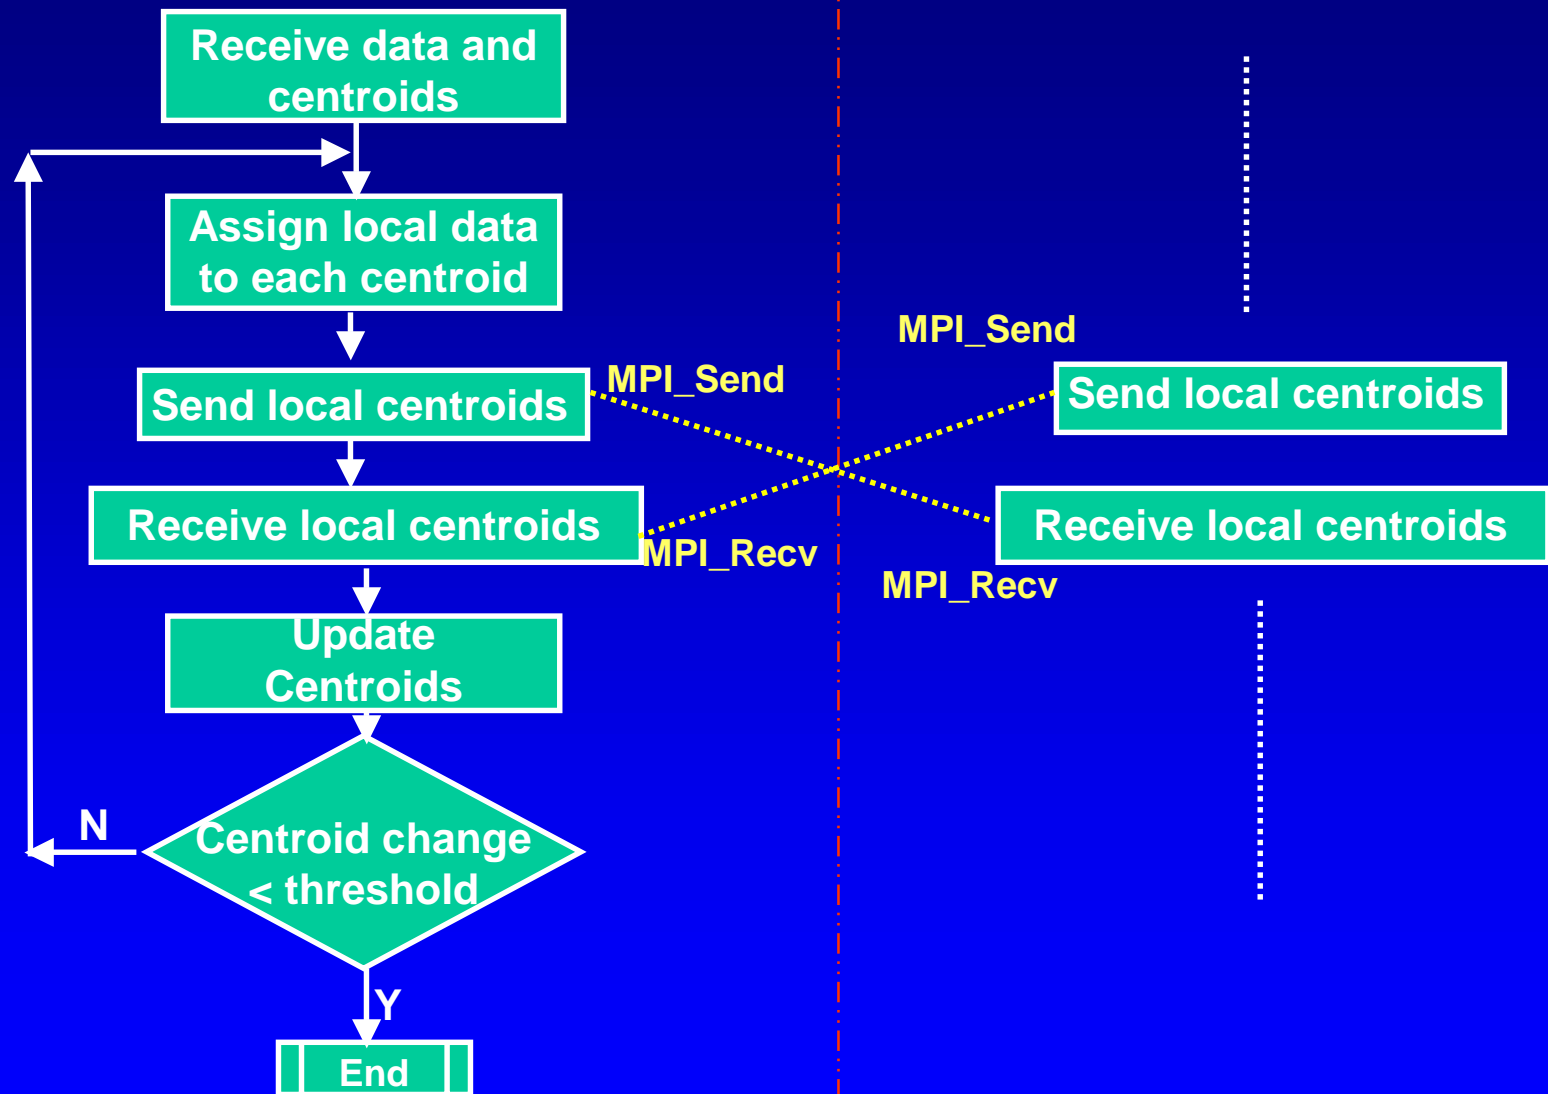 Receive data and
centroids
Assign local data
to each centroid
MPI_Send
MPI_Send
Send local centroids
Send local centroids
Receive local centroids
Receive local centroids
MPI_Recv
MPI_Recv
Update
Centroids
N
Centroid change
< threshold
Y
End